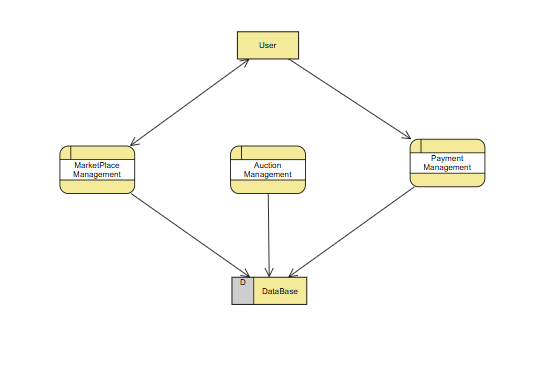 User
MarketPlace
Management
Auction
Management
Payment
Management
D
DataBase